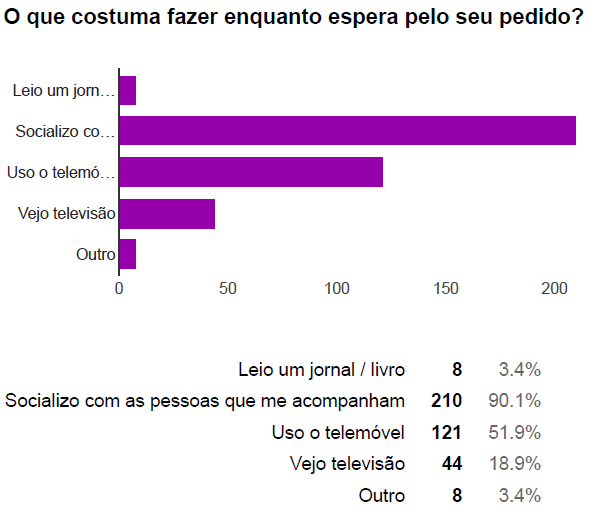 O que costuma fazer enquanto espera pelo seu pedido?
Leio um jorn…
Socializo co…
Uso o telemó…
Vejo televisão
Outro
0 50 100 150 200
Leio um jornal / livro 8 3.4%
Socializo com as pessoas que me acompanham 210 90.1%
Uso o telemóvel 121 51.9%
Vejo televisão 44 18.9%
Outro 8 3.4%